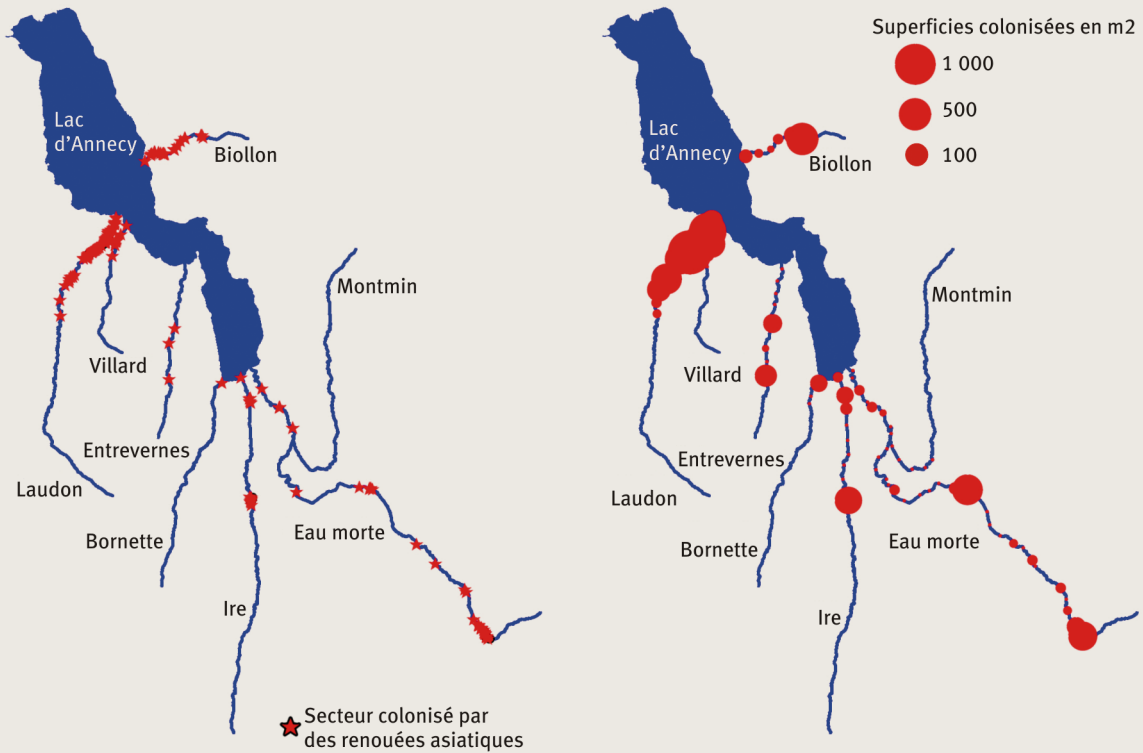 Lac
d'Annecy
Biollon
Montmin
Villard
Entrevernes
Laudon
Bornette
Eau morte
Ire
Secteur colonisé par
des renouées asiatiques
Superficies colonisées en m2
1 000
500
100
Lac
d'Annecy
Biollon
Montmin
Villard
Entrevernes
Laudon
Bornette
Eau morte
Ire